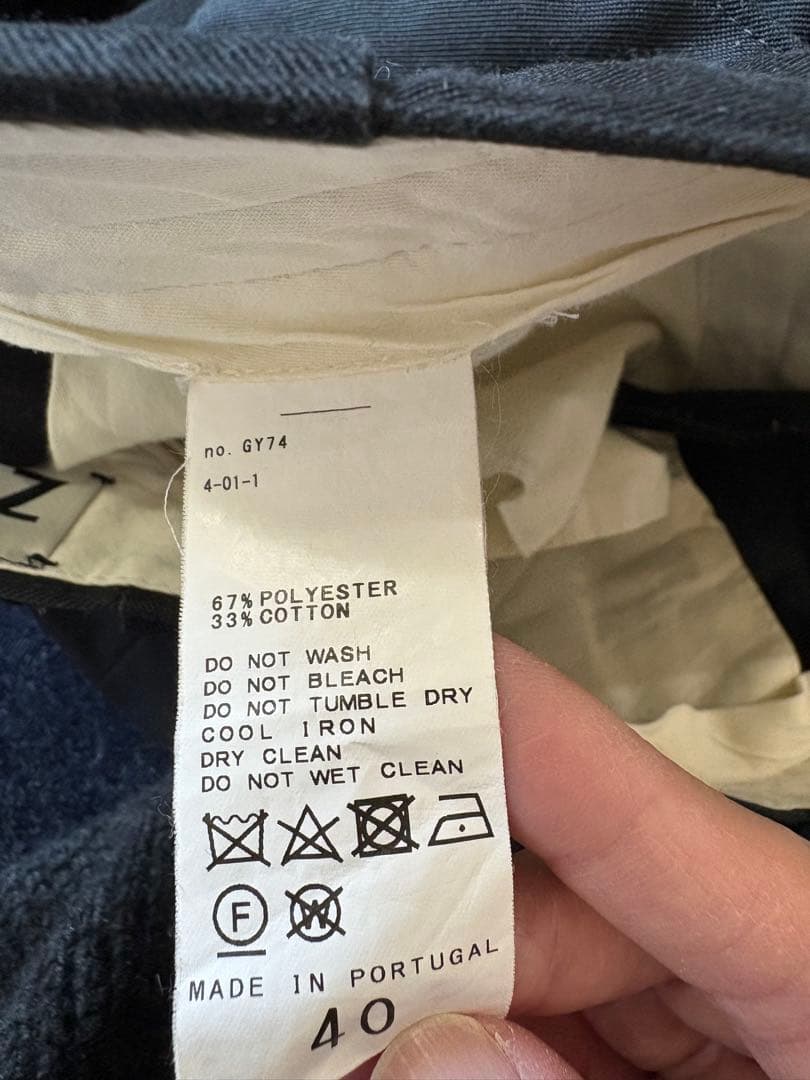 no. GY74
4-01-1
67% POLYESTER
33% COTTON
DO NOT WASH
DO NOT BLEACH
DO NOT TUMBLE DRY
COOL IRON
DRY CLEAN
DO NOT WET CLEAN
F W
MADE IN PORTUGAL
40